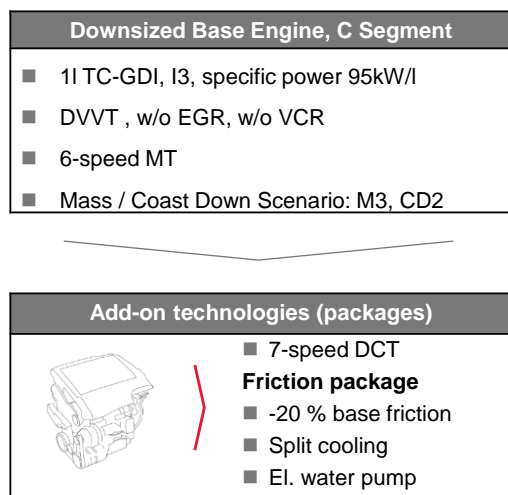 Downsized Base Engine, C Segment
1l TC-GDI, I3, specific power 95kW/l
DVVT , w/o EGR, w/o VCR
6-speed MT
Mass / Coast Down Scenario: M3, CD2
Add-on technologies (packages)
7-speed DCT
Friction package
-20 % base friction
Split cooling
El. water pump